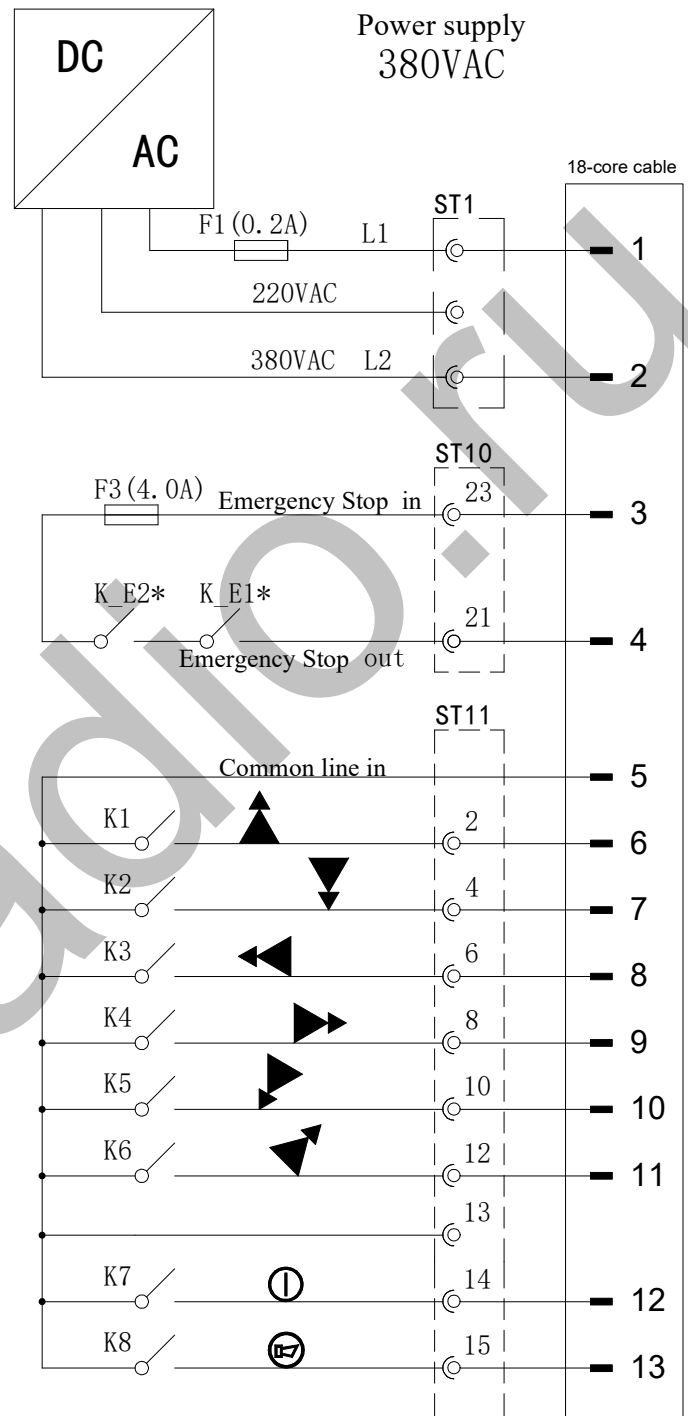 Power supply
380VAC
DC
AC
18-core cable
ST1
F1(0.2A) L1 1
220VAC
380VAC L2 2
ST10
F3(4.0A) Emergency Stop in 23 3
K_E2* K_E1* 21 4
Emergency Stop out
ST11
Common line in 5
K1 2 6
K2 4 7
K3 6 8
K4 8 9
K5 10 10
K6 12 11
13
K7 14 12
K8 15 13
adio.ru